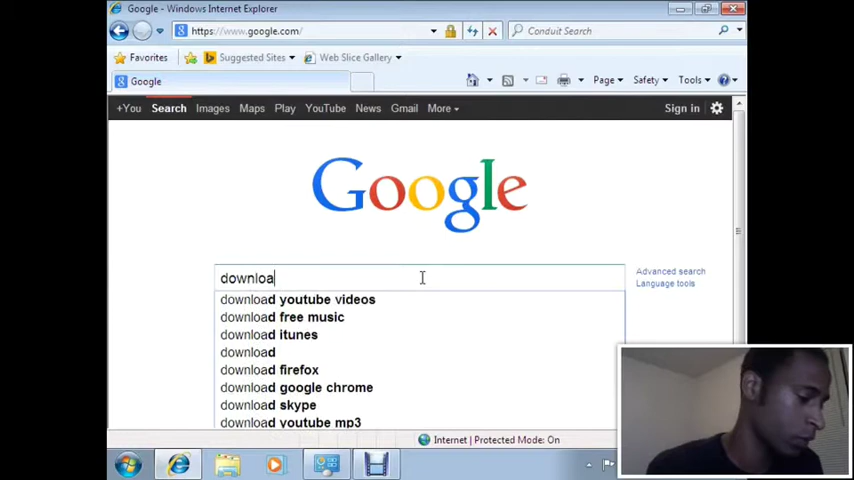 Google - Windows Internet Explorer
https://www.google.com/
Conduit Search
Favorites
Suggested Sites
Web Slice Gallery
Google
Page
Safety
Tools
+You Search Images Maps Play YouTube News Gmail More
Sign in
Google
downloa
Advanced search
Language tools
download youtube videos
download free music
download itunes
download
download firefox
download google chrome
download skype
download youtube mp3
Internet | Protected Mode: On